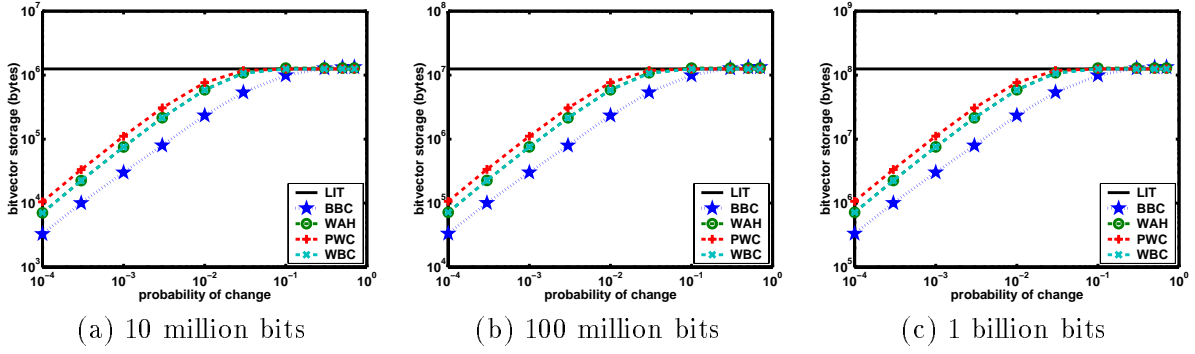 10^7
10^6
10^5
10^4
10^3
bitvector storage (bytes)
LIT
BBC
WAH
PWC
WBC
10^−4 10^−3 10^−2 10^−1 10^0
probability of change
(a) 10 million bits
10^8
10^7
10^6
10^5
10^4
bitvector storage (bytes)
LIT
BBC
WAH
PWC
WBC
10^−4 10^−3 10^−2 10^−1 10^0
probability of change
(b) 100 million bits
10^9
10^8
10^7
10^6
10^5
bitvector storage (bytes)
LIT
BBC
WAH
PWC
WBC
10^−4 10^−3 10^−2 10^−1 10^0
probability of change
(c) 1 billion bits